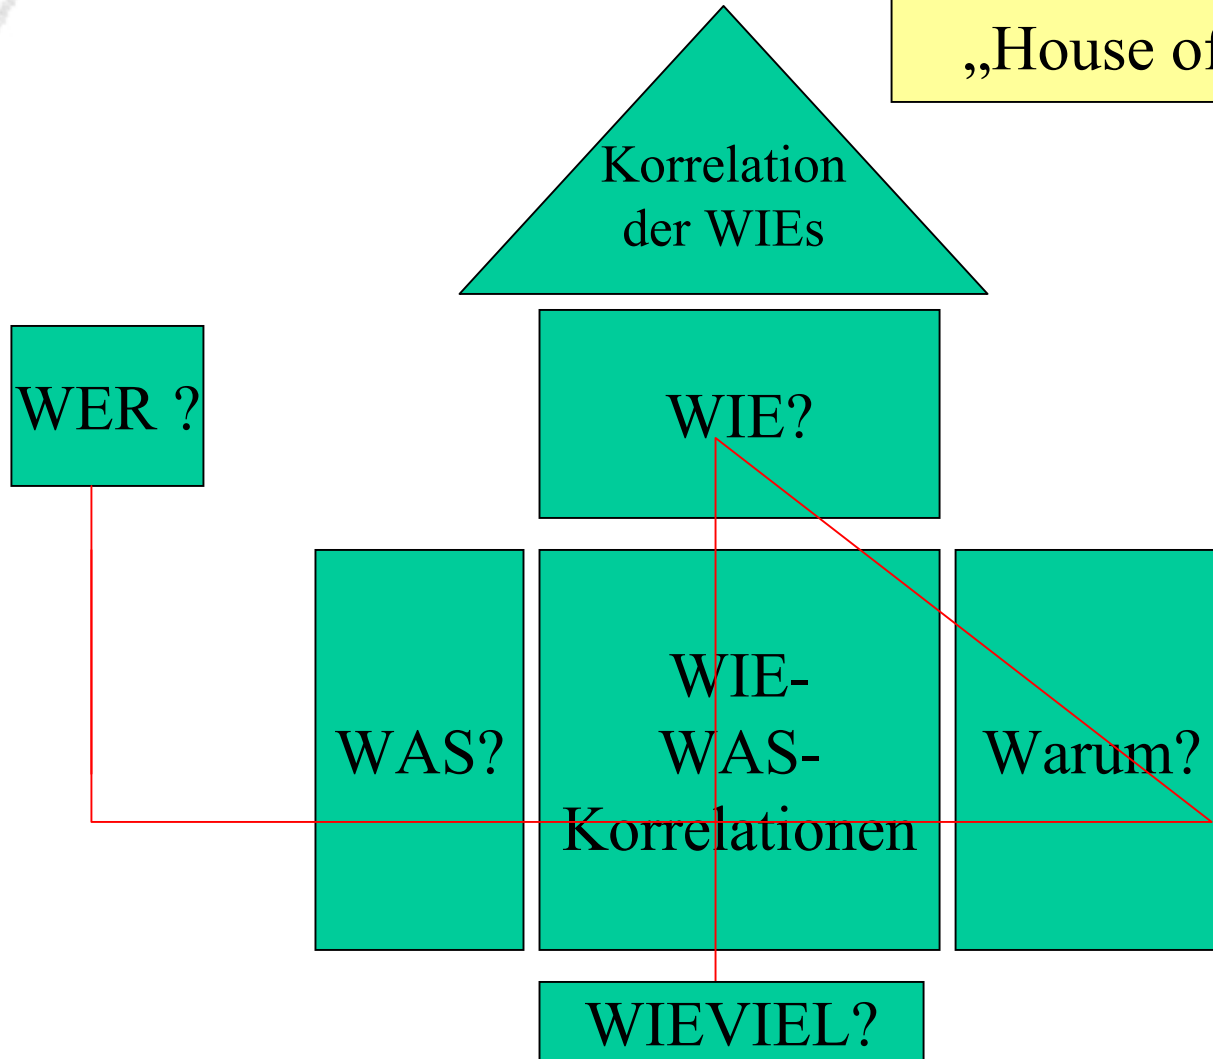 „House of
Korrelation
der WIEs
WER ?
WIE?
WAS?
WIE-
WAS-
Korrelationen
Warum?
WIEVIEL?